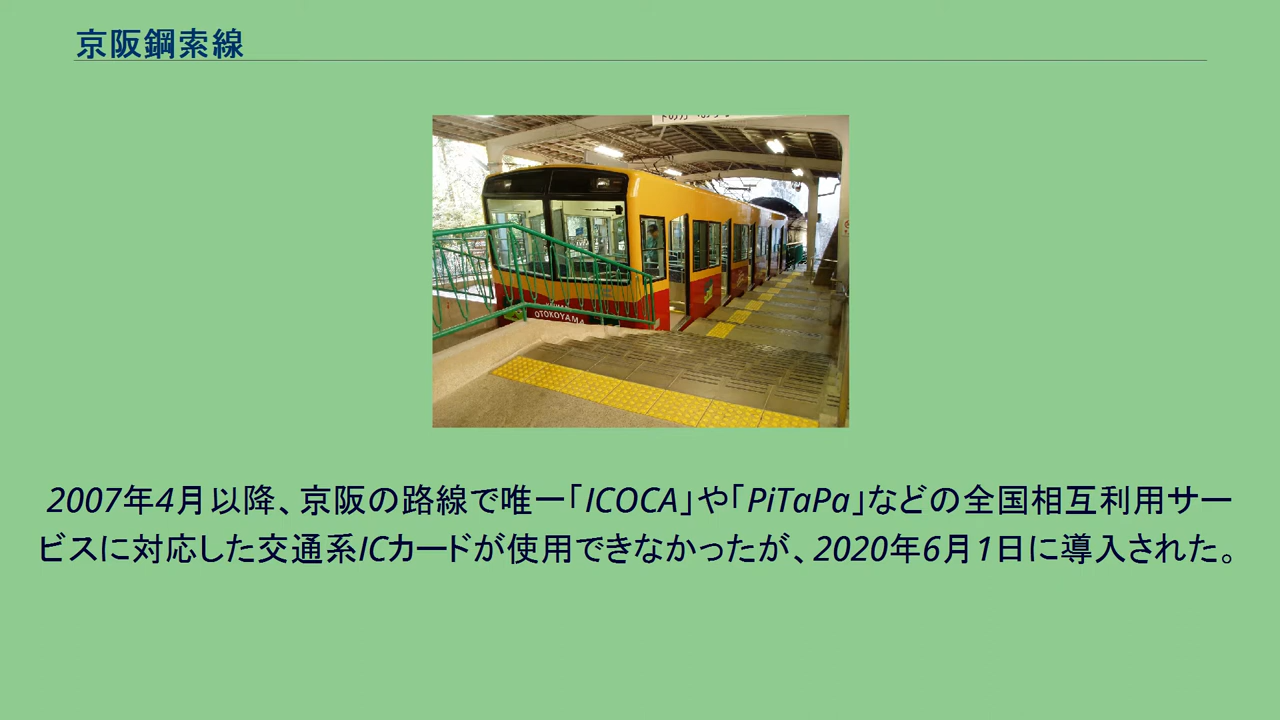 京阪鋼索線
OTOKOYAMA
2007年4月以降、京阪の路線で唯一「ICOCA」や「PiTaPa」などの全国相互利用サー
ビスに対応した交通系ICカードが使用できなかったが、2020年6月1日に導入された。